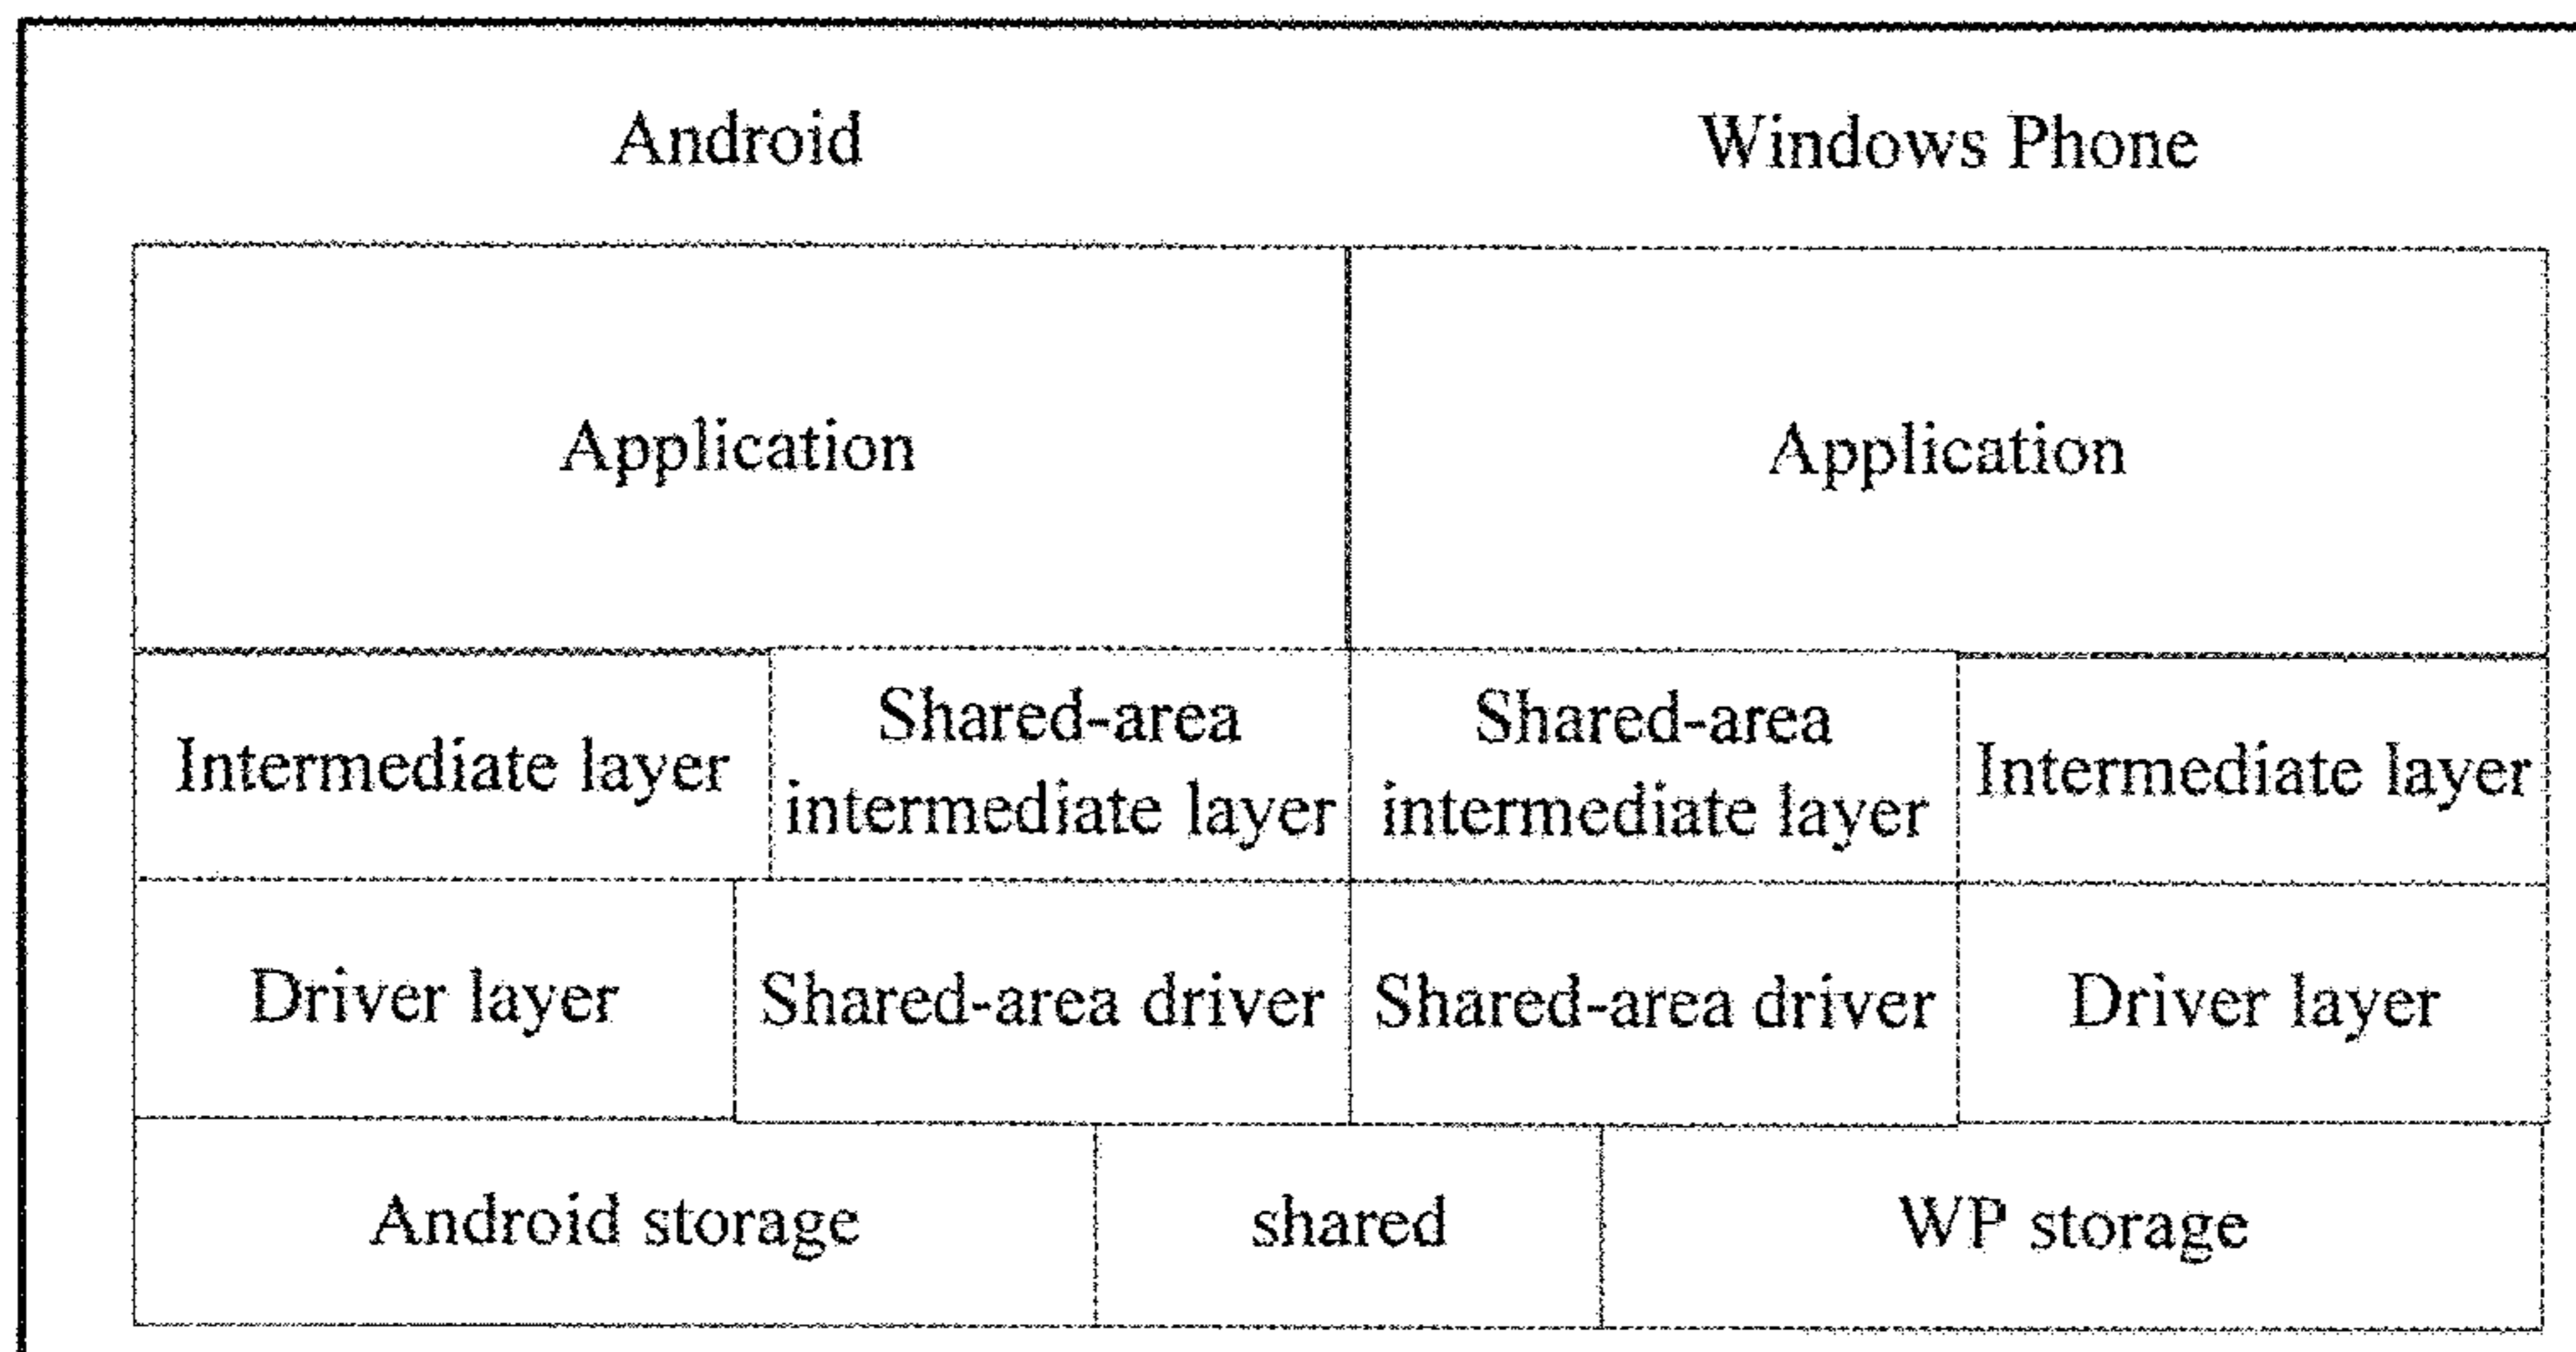 Android
Windows Phone
Application
Application
Intermediate layer
Shared-area
intermediate layer
Shared-area
intermediate layer
Intermediate layer
Driver layer
Shared-area driver
Shared-area driver
Driver layer
Android storage
shared
WP storage